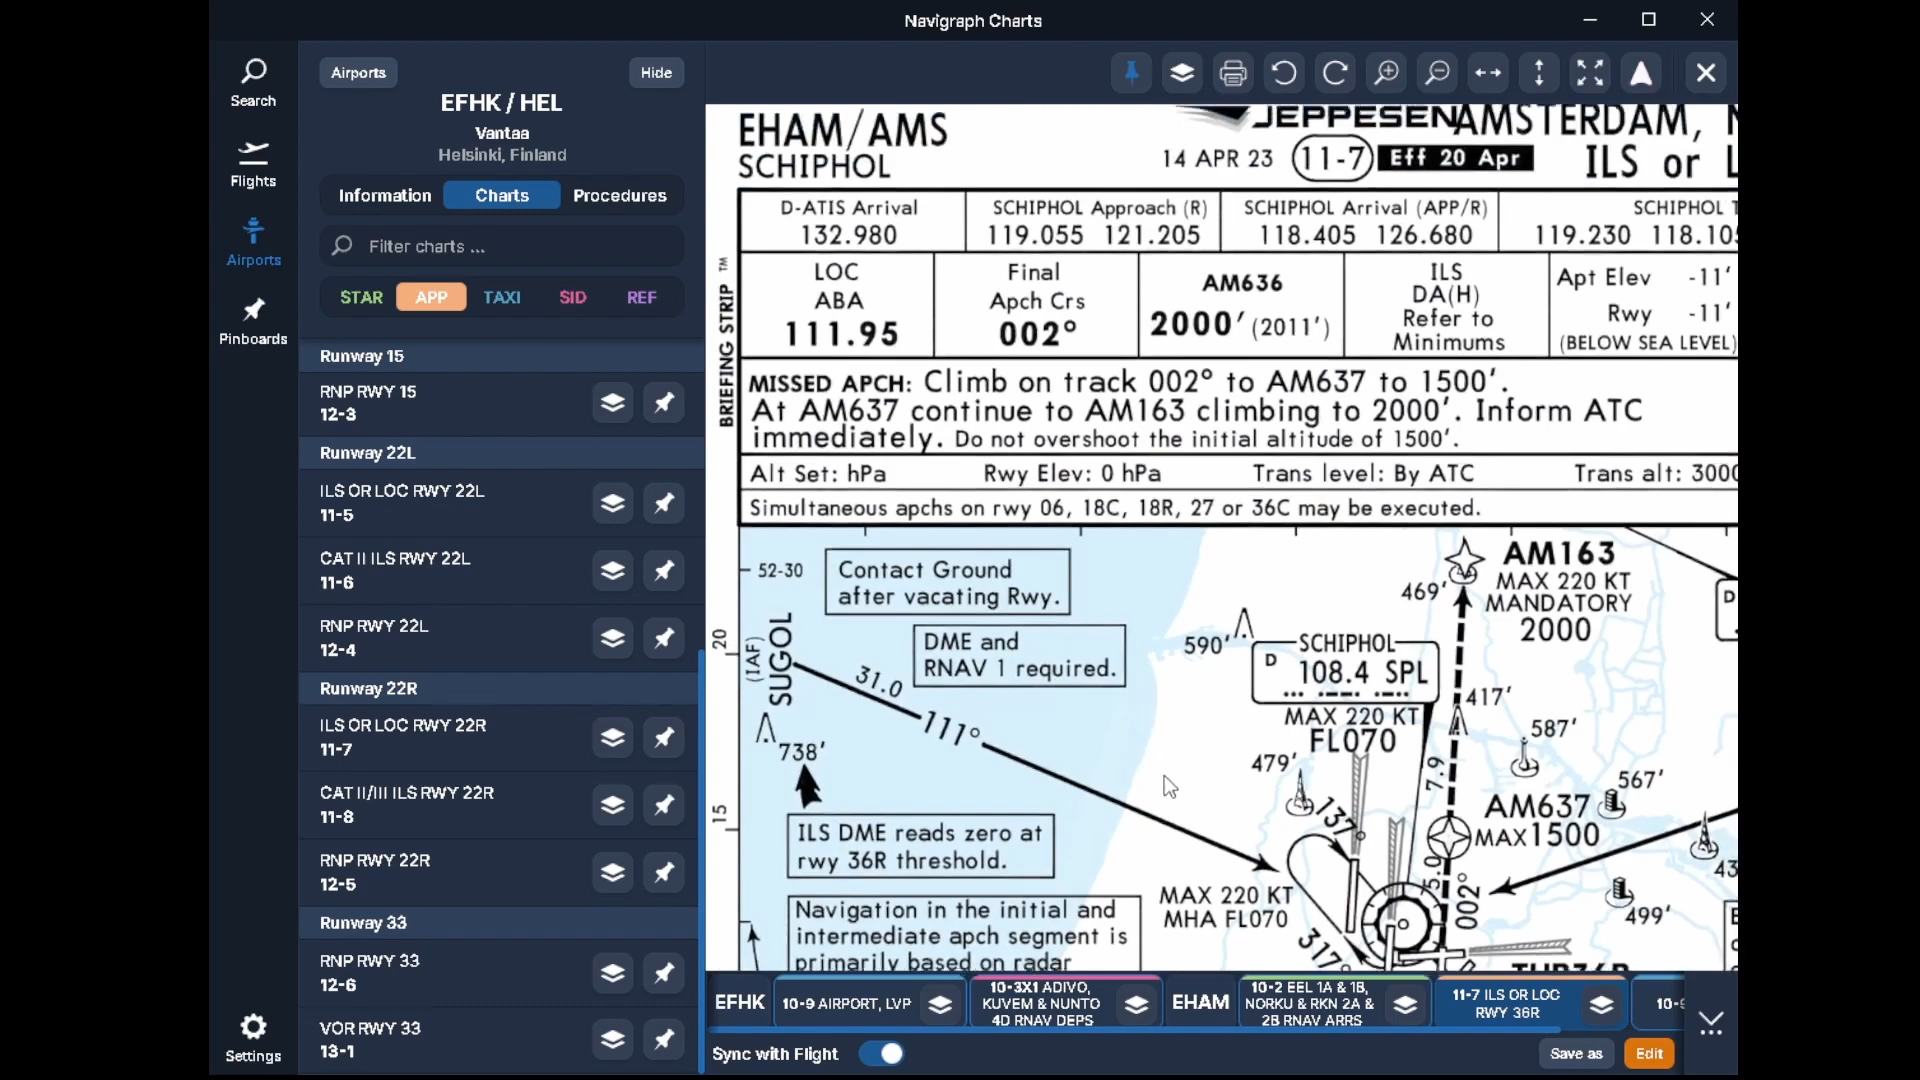 Navigraph Charts
Search
Flights
Airports
Pinboards
Settings
Airports
Hide
EFHK / HEL
Vantaa
Helsinki, Finland
Information
Charts
Procedures
Filter charts ...
STAR
APP
TAXI
SID
REF
Runway 15
RNP RWY 15
12-3
Runway 22L
ILS OR LOC RWY 22L
11-5
CAT II ILS RWY 22L
11-6
RNP RWY 22L
12-4
Runway 22R
ILS OR LOC RWY 22R
11-7
CAT II/III ILS RWY 22R
11-8
RNP RWY 22R
12-5
Runway 33
RNP RWY 33
12-6
VOR RWY 33
13-1
EHAM/AMS
SCHIPHOL
JEPPESEN
14 APR 23
11-7
Eff 20 Apr
AMSTERDAM,
ILS or
BRIEFING STRIP ™
D-ATIS Arrival
132.980
SCHIPHOL Approach (R)
119.055 121.205
SCHIPHOL Arrival (APP/R)
118.405 126.680
SCHIPHOL
119.230 118.105
LOC
ABA
111.95
Final
Apch Crs
002°
AM636
2000' (2011')
ILS
DA(H)
Refer to
Minimums
Apt Elev -11'
Rwy -11'
(BELOW SEA LEVEL)
MISSED APCH: Climb on track 002° to AM637 to 1500'.
At AM637 continue to AM163 climbing to 2000'. Inform ATC
immediately. Do not overshoot the initial altitude of 1500'.
Alt Set: hPa
Rwy Elev: 0 hPa
Trans level: By ATC
Trans alt: 3000
Simultaneous apchs on rwy 06, 18C, 18R, 27 or 36C may be executed.
52-30
Contact Ground
after vacating Rwy.
DME and
RNAV 1 required.
20
(IAF)
SUGOL
31.0
111°
738'
15
ILS DME reads zero at
rwy 36R threshold.
Navigation in the initial and
intermediate apch segment is
primarily based on radar
590'
SCHIPHOL
D
108.4 SPL
MAX 220 KT
FL070
479'
137°
MAX 220 KT
MHA FL070
317°
AM163
MAX 220 KT
MANDATORY
2000
469'
417'
587'
7.9
567'
AM637
MAX1500
5.0
002°
499'
D
EFHK
10-9 AIRPORT, LVP
10-3X1 ADIVO,
KUVEM & NUNTO
4D RNAV DEPS
EHAM
10-2 EEL 1A & 1B,
NORKU & RKN 2A &
2B RNAV ARRS
11-7 ILS OR LOC
RWY 36R
Sync with Flight
Save as
Edit